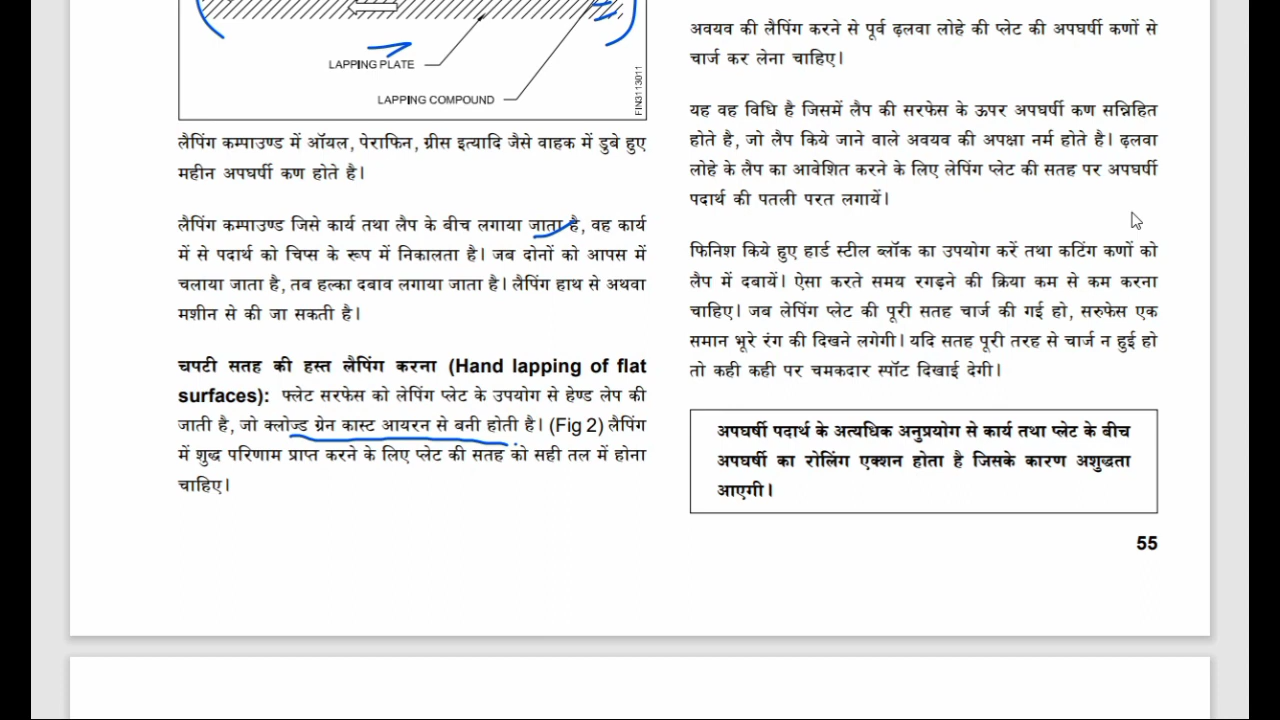 LAPPING PLATE
LAPPING COMPOUND
FIN3113011
लैपिंग कम्पाउण्ड में ऑयल, पेराफिन, ग्रीस इत्यादि जैसे वाहक में डुबे हुए
महीन अपघर्षी कण होते है।
लैपिंग कम्पाउण्ड जिसे कार्य तथा लैप के बीच लगाया जाता है, वह कार्य
में से पदार्थ को चिप्स के रूप में निकालता है। जब दोनों को आपस में
चलाया जाता है, तब हल्का दबाव लगाया जाता है। लैपिंग हाथ से अथवा
मशीन से की जा सकती है।
चपटी सतह की हस्त लैपिंग करना (Hand lapping of flat
surfaces): फ्लेट सरफेस को लेपिंग प्लेट के उपयोग से हेण्ड लेप की
जाती है, जो क्लोज्ड ग्रेन कास्ट आयरन से बनी होती है। (Fig 2) लैपिंग
में शुद्ध परिणाम प्राप्त करने के लिए प्लेट की सतह को सही तल में होना
चाहिए।
अवयव की लैपिंग करने से पूर्व ढ़लवा लोहे की प्लेट की अपघर्षी कणों से
चार्ज कर लेना चाहिए।
यह वह विधि है जिसमें लैप की सरफेस के ऊपर अपघर्षी कण सन्निहित
होते है, जो लैप किये जाने वाले अवयव की अपक्षा नर्म होते है। ढ़लवा
लोहे के लैप का आवेशित करने के लिए लेपिंग प्लेट की सतह पर अपघर्षी
पदार्थ की पतली परत लगायें।
फिनिश किये हुए हार्ड स्टील ब्लॉक का उपयोग करें तथा कटिंग कणों को
लैप में दबायें। ऐसा करते समय रगड़ने की क्रिया कम से कम करना
चाहिए। जब लेपिंग प्लेट की पूरी सतह चार्ज की गई हो, सरुफेस एक
समान भूरे रंग की दिखने लगेगी। यदि सतह पूरी तरह से चार्ज न हुई हो
तो कही कही पर चमकदार स्पॉट दिखाई देगी।
अपघर्षी पदार्थ के अत्यधिक अनुप्रयोग से कार्य तथा प्लेट के बीच
अपघर्षी का रोलिंग एक्शन होता है जिसके कारण अशुद्धता
आएगी।
55